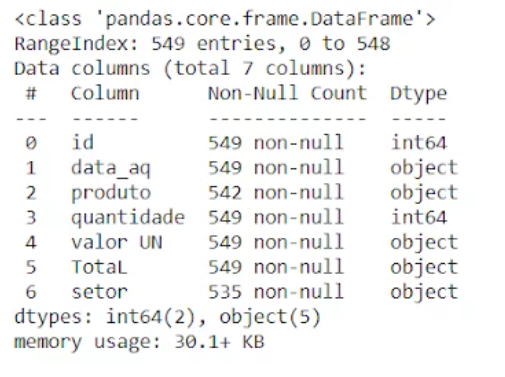 <class 'pandas.core.frame.DataFrame'>
RangeIndex: 549 entries, 0 to 548
Data columns (total 7 columns):
 #   Column      Non-Null Count  Dtype
---  ------      --------------  -----
 0   id          549 non-null    int64
 1   data_aq     549 non-null    object
 2   produto     542 non-null    object
 3   quantidade  549 non-null    int64
 4   valor UN    549 non-null    object
 5   TotaL       549 non-null    object
 6   setor       535 non-null    object
dtypes: int64(2), object(5)
memory usage: 30.1+ KB